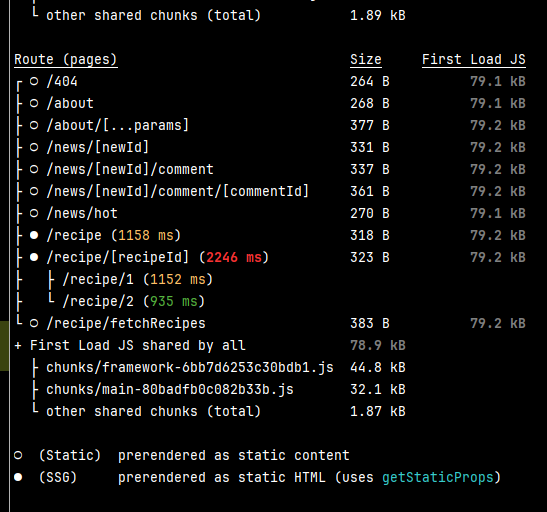 └ other shared chunks (total) 1.89 kB
Route (pages) Size First Load JS
┌ ○ /404 264 B 79.1 kB
├ ○ /about 268 B 79.1 kB
├ ○ /about/[...params] 377 B 79.2 kB
├ ○ /news/[newId] 331 B 79.2 kB
├ ○ /news/[newId]/comment 337 B 79.2 kB
├ ○ /news/[newId]/comment/[commentId] 361 B 79.2 kB
├ ○ /news/hot 270 B 79.1 kB
├ ● /recipe (1158 ms) 318 B 79.2 kB
├ ● /recipe/[recipeId] (2246 ms) 323 B 79.2 kB
├ ├ /recipe/1 (1152 ms)
├ └ /recipe/2 (935 ms)
└ ○ /recipe/fetchRecipes 383 B 79.2 kB
+ First Load JS shared by all 78.9 kB
├ chunks/framework-6bb7d6253c30bdb1.js 44.8 kB
├ chunks/main-80badfb0c082b33b.js 32.1 kB
└ other shared chunks (total) 1.87 kB
○ (Static) prerendered as static content
● (SSG) prerendered as static HTML (uses getStaticProps)